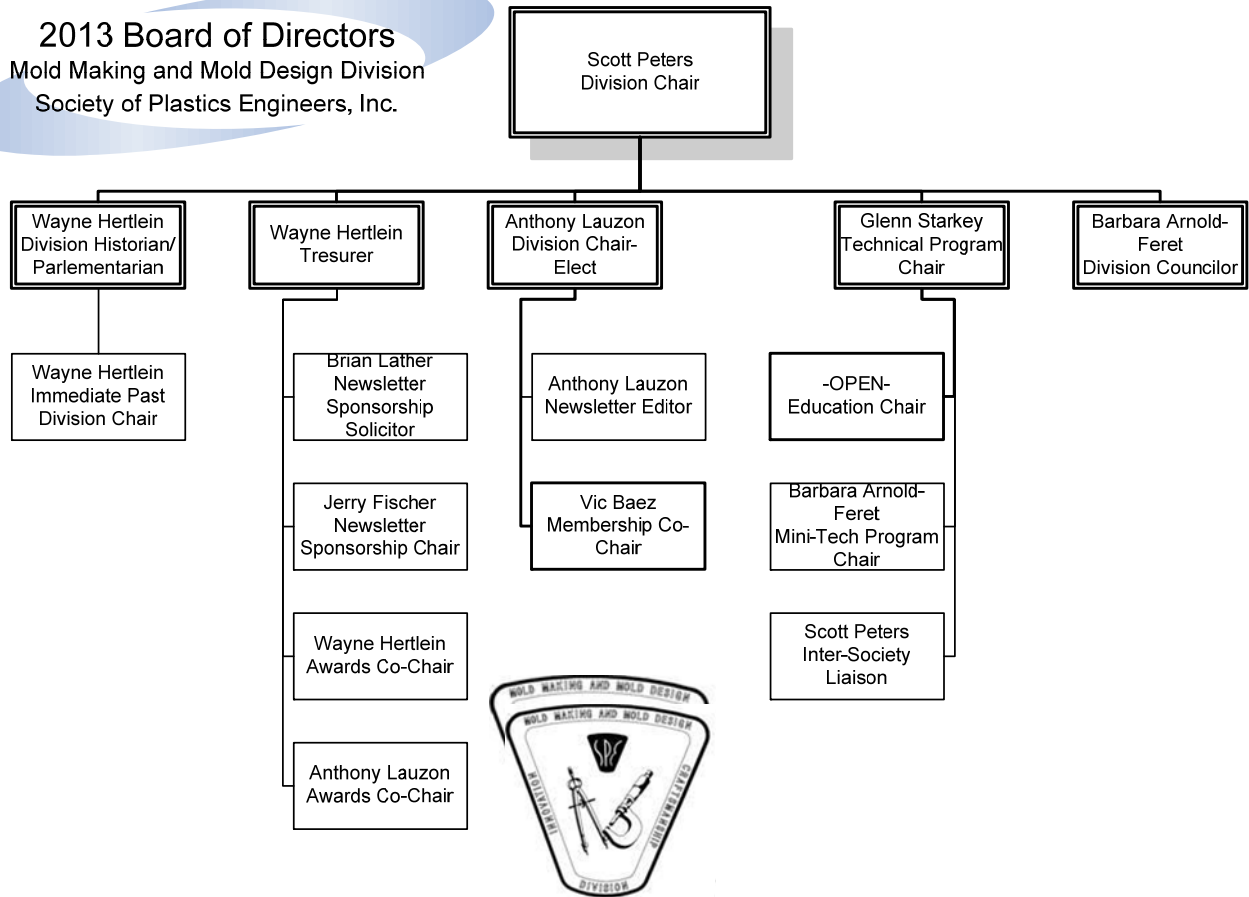 2013 Board of Directors
Mold Making and Mold Design Division
Society of Plastics Engineers, Inc.
Scott Peters
Division Chair
Wayne Hertlein
Division Historian/
Parlementarian
Wayne Hertlein
Tresurer
Anthony Lauzon
Division Chair-
Elect
Glenn Starkey
Technical Program
Chair
Barbara Arnold-
Feret
Division Councilor
Wayne Hertlein
Immediate Past
Division Chair
Brian Lather
Newsletter
Sponsorship
Solicitor
Jerry Fischer
Newsletter
Sponsorship Chair
Wayne Hertlein
Awards Co-Chair
Anthony Lauzon
Awards Co-Chair
Anthony Lauzon
Newsletter Editor
Vic Baez
Membership Co-
Chair
-OPEN-
Education Chair
Barbara Arnold-
Feret
Mini-Tech Program
Chair
Scott Peters
Inter-Society
Liaison
MOLD MAKING AND MOLD DESIGN
MOLD MAKING AND MOLD DESIGN
SPE
INNOVATION
CRAFTSMANSHIP
DIVISION